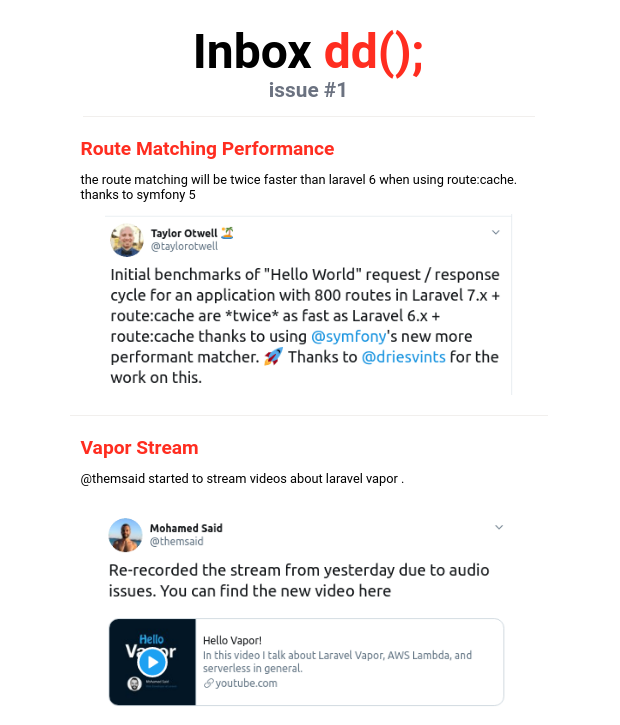 Inbox dd();
issue #1
Route Matching Performance
the route matching will be twice faster than laravel 6 when using route:cache.
thanks to symfony 5
Taylor Otwell 🏝️
@taylorotwell
Initial benchmarks of "Hello World" request / response
cycle for an application with 800 routes in Laravel 7.x +
route:cache are *twice* as fast as Laravel 6.x +
route:cache thanks to using @symfony's new more
performant matcher. 🚀 Thanks to @driesvints for the
work on this.
Vapor Stream
@themsaid started to stream videos about laravel vapor .
Mohamed Said
@themsaid
Re-recorded the stream from yesterday due to audio
issues. You can find the new video here
Hello
Vapor
Mohamed Said
Hello Vapor!
In this video I talk about Laravel Vapor, AWS Lambda, and
serverless in general.
youtube.com